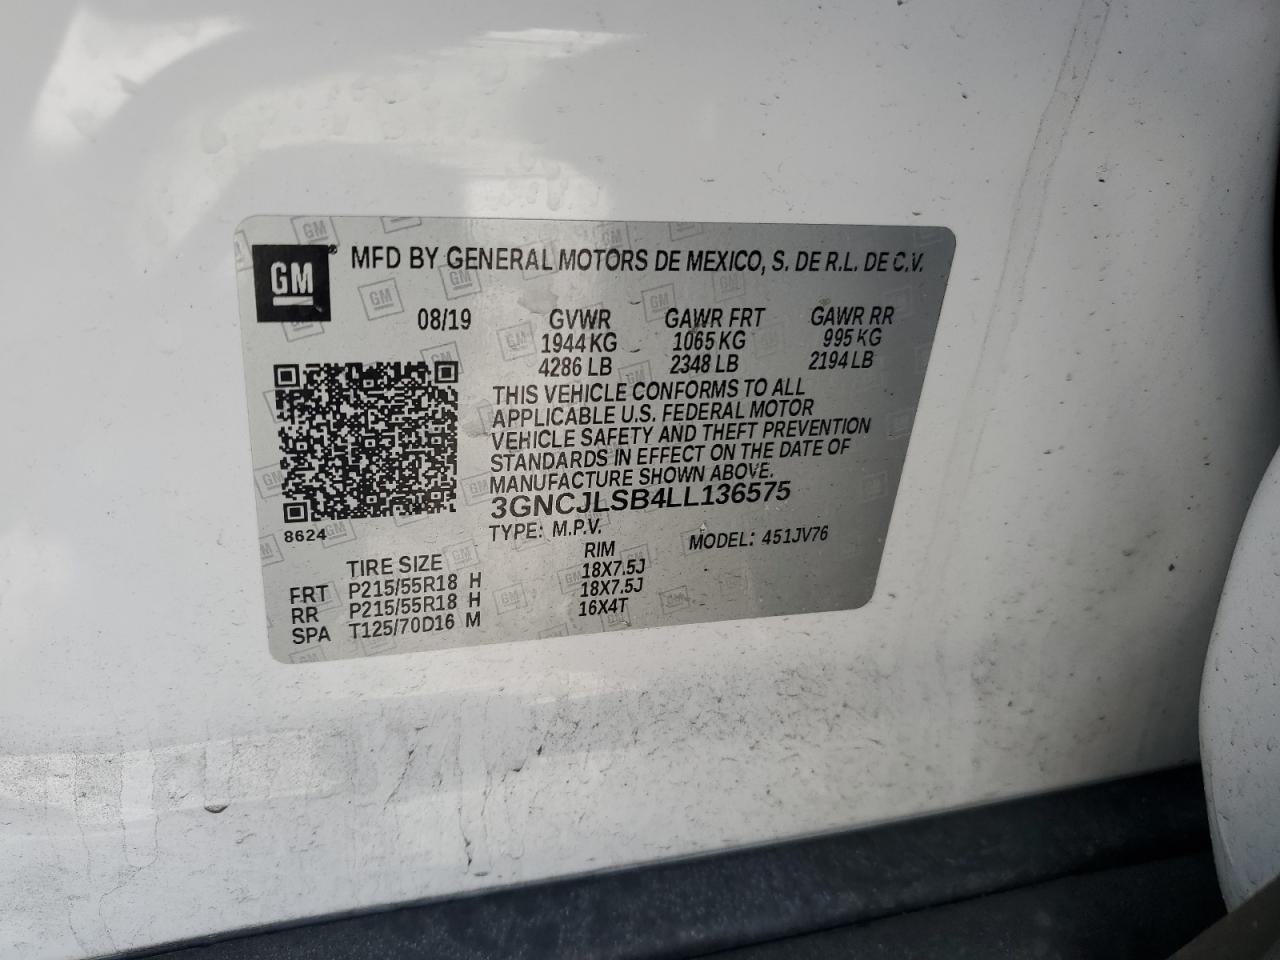 GM
MFD BY GENERAL MOTORS DE MEXICO, S. DE R.L. DE C.V.
08/19 GVWR GAWR FRT GAWR RR
1944 KG 1065 KG 995 KG
4286 LB 2348 LB 2194 LB
THIS VEHICLE CONFORMS TO ALL
APPLICABLE U.S. FEDERAL MOTOR
VEHICLE SAFETY AND THEFT PREVENTION
STANDARDS IN EFFECT ON THE DATE OF
MANUFACTURE SHOWN ABOVE.
3GNCJLSB4LL136575
8624
TYPE: M.P.V. MODEL: 451JV76
TIRE SIZE RIM
FRT P215/55R18 H 18X7.5J
RR P215/55R18 H 18X7.5J
SPA T125/70D16 M 16X4T